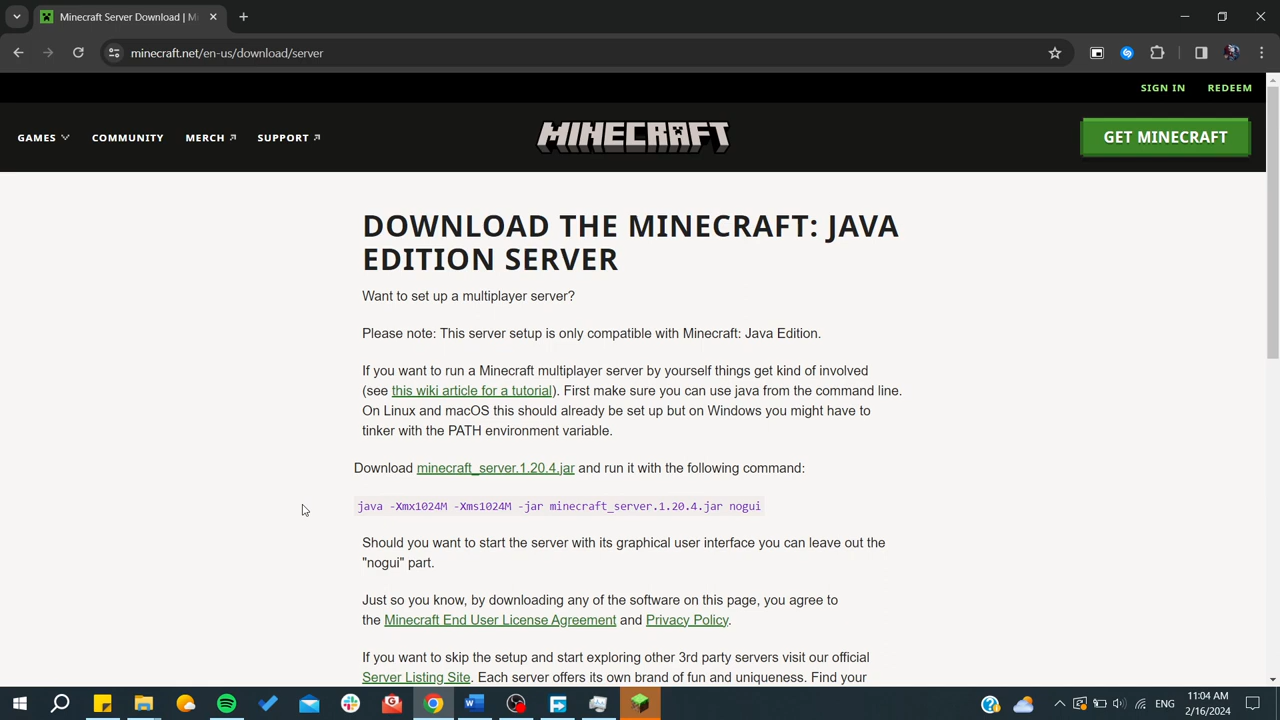 Minecraft Server Download | M
minecraft.net/en-us/download/server
SIGN IN REDEEM
GAMES COMMUNITY MERCH SUPPORT MINECRAFT GET MINECRAFT
DOWNLOAD THE MINECRAFT: JAVA
EDITION SERVER
Want to set up a multiplayer server?
Please note: This server setup is only compatible with Minecraft: Java Edition.
If you want to run a Minecraft multiplayer server by yourself things get kind of involved
(see this wiki article for a tutorial). First make sure you can use java from the command line.
On Linux and macOS this should already be set up but on Windows you might have to
tinker with the PATH environment variable.
Download minecraft_server.1.20.4.jar and run it with the following command:
java -Xmx1024M -Xms1024M -jar minecraft_server.1.20.4.jar nogui
Should you want to start the server with its graphical user interface you can leave out the
"nogui" part.
Just so you know, by downloading any of the software on this page, you agree to
the Minecraft End User License Agreement and Privacy Policy.
If you want to skip the setup and start exploring other 3rd party servers visit our official
Server Listing Site. Each server offers its own brand of fun and uniqueness. Find your
ENG
11:04 AM
2/16/2024